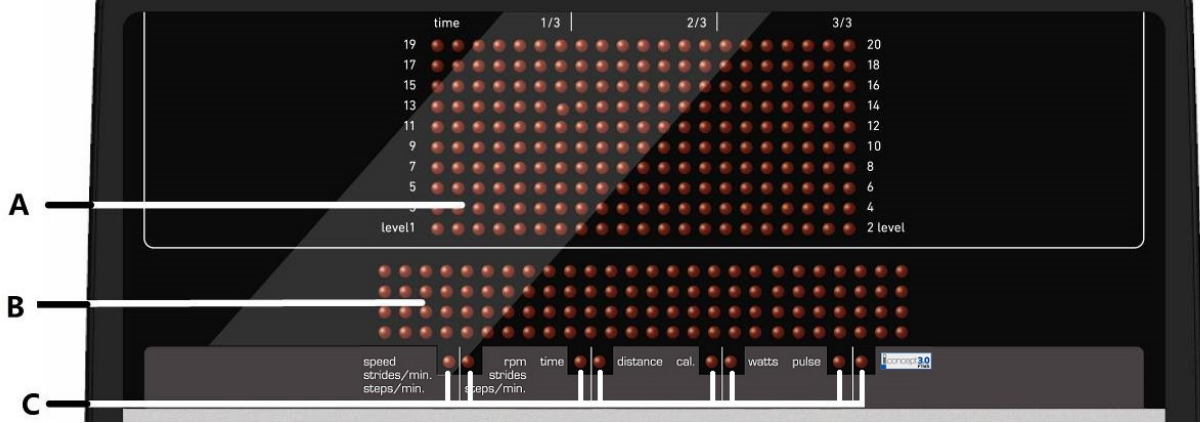 time 1/3 2/3 3/3
19 20
17 18
15 16
13 14
11 12
9 10
7 8
5 6
A 4
level1 2 level
B
speed rpm time distance cal. watts pulse i.concept 3.0
strides/min. strides FTMS
steps/min. steps/min.
C